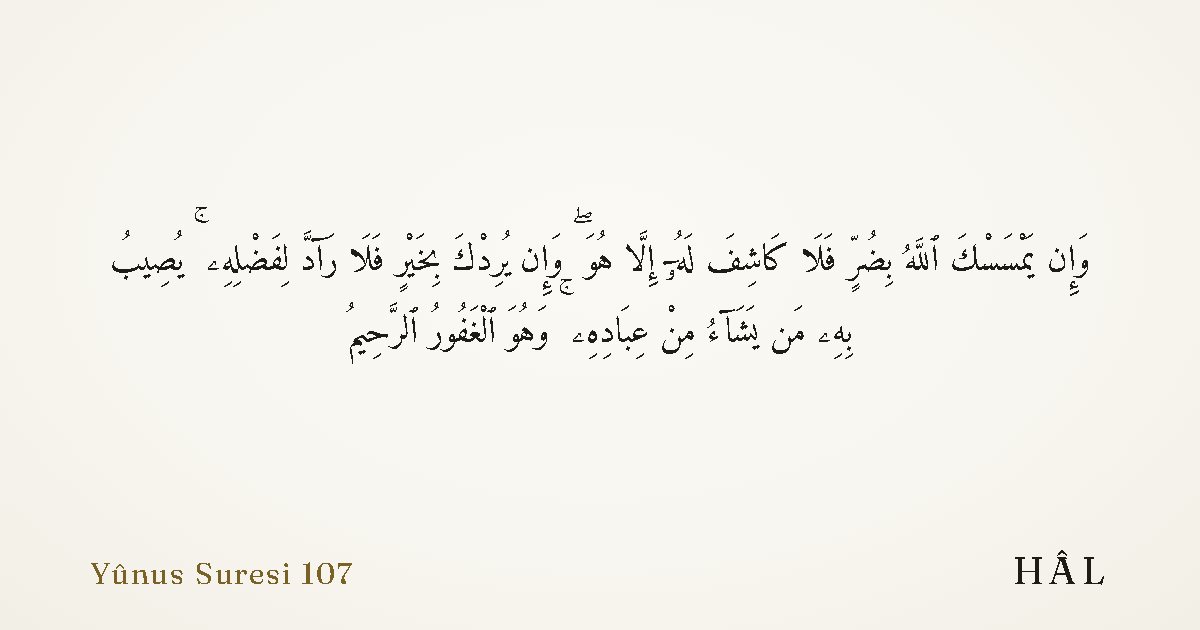 وَإِن يَمْسَسْكَ ٱللَّهُ بِضُرٍّ فَلَا كَاشِفَ لَهُۥٓ إِلَّا هُوَ ۖ وَإِن يُرِدْكَ بِخَيْرٍ فَلَا رَآدَّ لِفَضْلِهِۦ ۚ يُصِيبُ
بِهِۦ مَن يَشَآءُ مِنْ عِبَادِهِۦ ۚ وَهُوَ ٱلْغَفُورُ ٱلرَّحِيمُ
Yûnus Suresi 107
HÂL